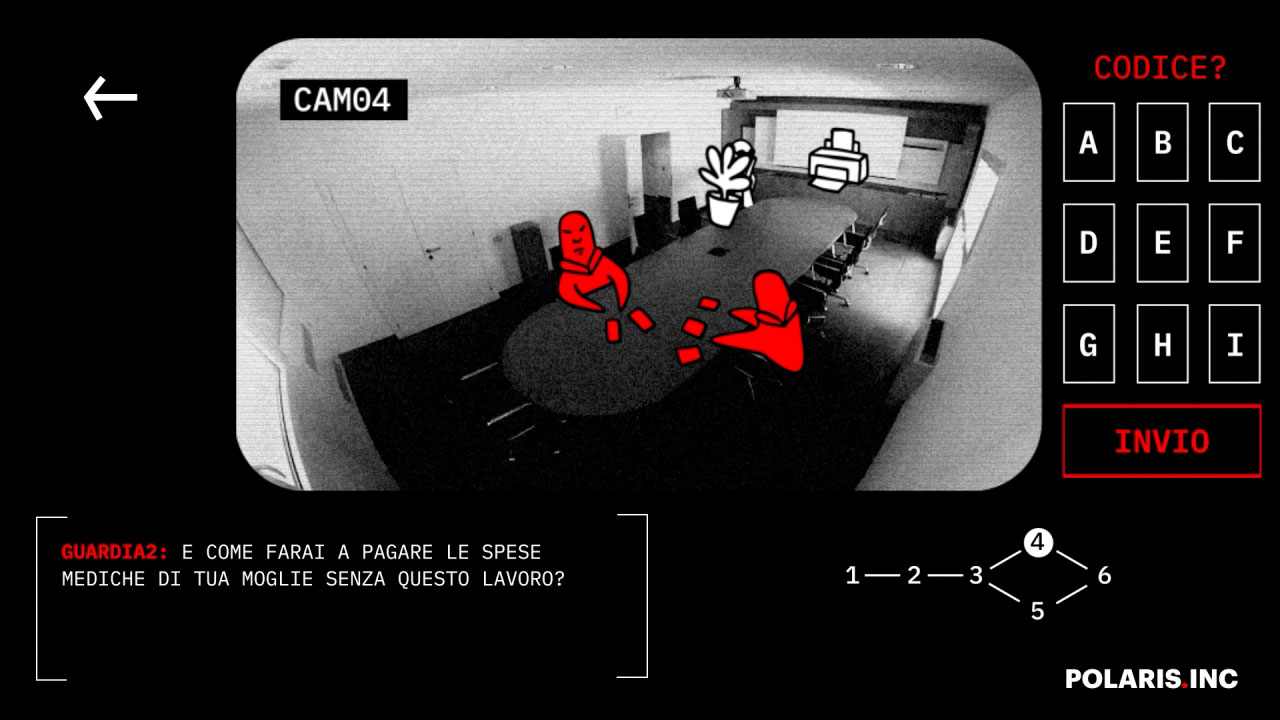 CODICE?
CAM04
A B C
D E F
G H I
INVIO
GUARDIA2: E COME FARAI A PAGARE LE SPESE
MEDICHE DI TUA MOGLIE SENZA QUESTO LAVORO?
4
1 2 3 6
5
POLARIS.INC